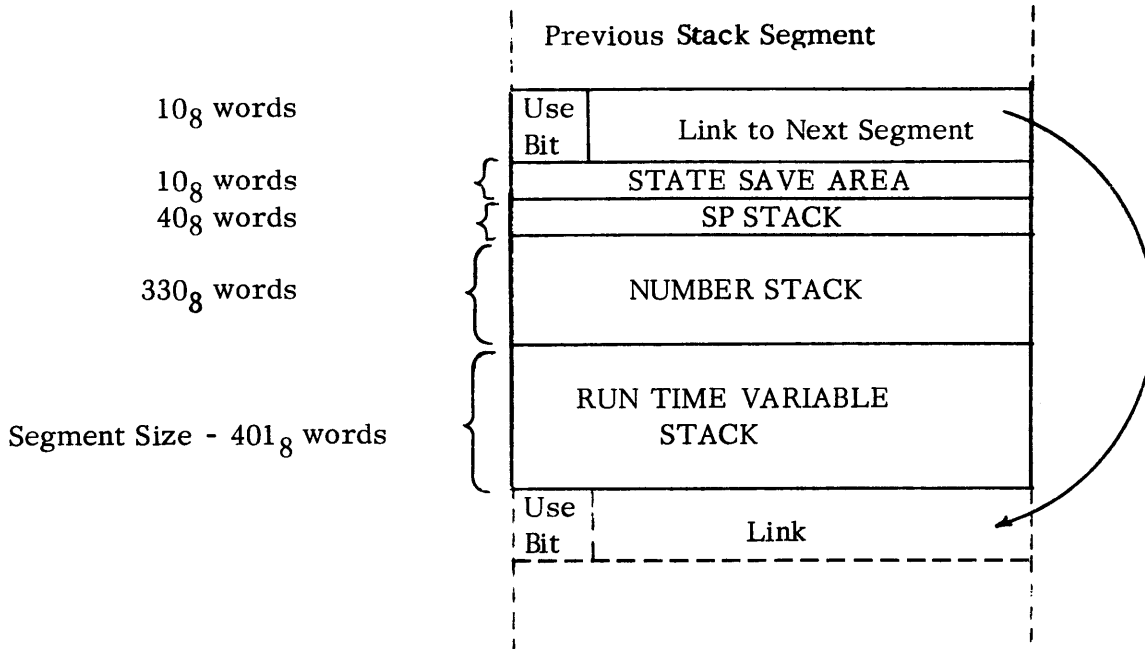 Previous Stack Segment
10₈ words
Use Bit
Link to Next Segment
10₈ words
STATE SAVE AREA
40₈ words
SP STACK
330₈ words
NUMBER STACK
RUN TIME VARIABLE
STACK
Segment Size - 401₈ words
Use Bit
Link